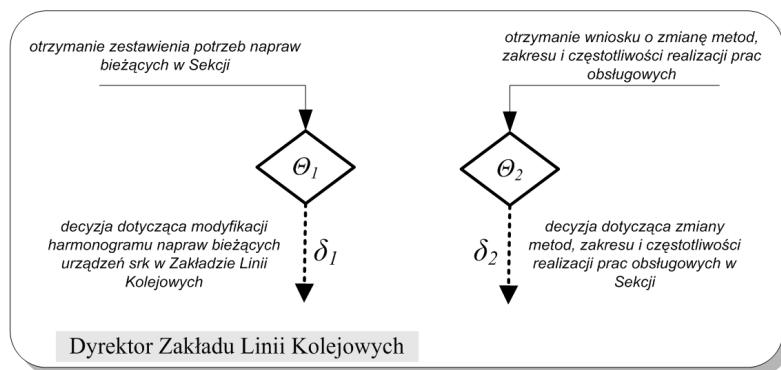 otrzymanie zestawienia potrzeb napraw
bieżących w Sekcji
otrzymanie wniosku o zmianę metod,
zakresu i częstotliwości realizacji prac
obsługowych
Θ1
Θ2
decyzja dotycząca modyfikacji
harmonogramu napraw bieżących
urządzeń srk w Zakładzie Linii
Kolejowych
δ1
δ2
decyzja dotycząca zmiany
metod, zakresu i częstotliwości
realizacji prac obsługowych w
Sekcji
Dyrektor Zakładu Linii Kolejowych